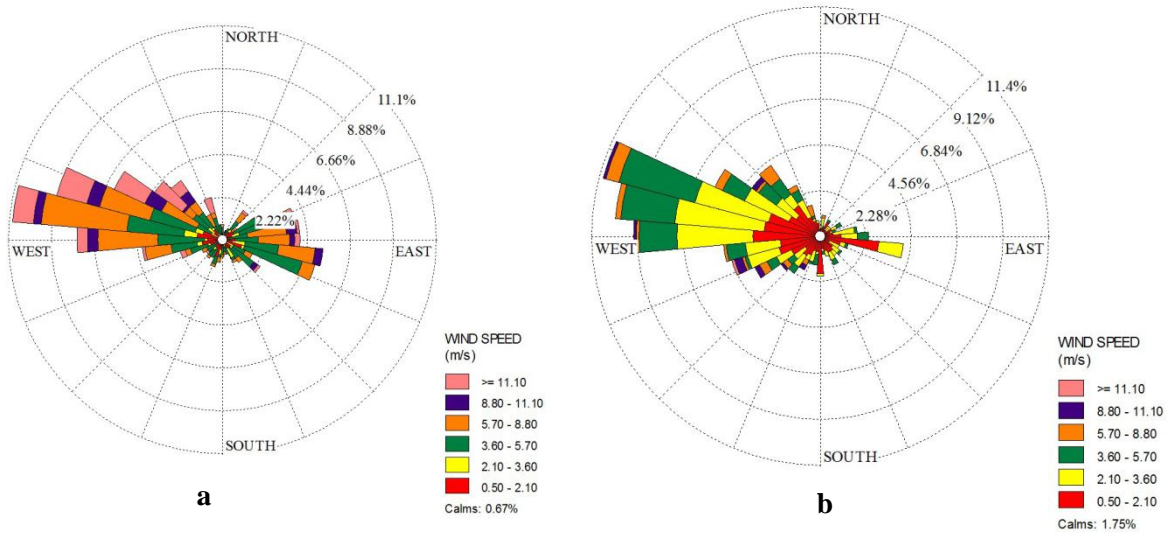 NORTH
11.1%
8.88%
6.66%
4.44%
2.22%
WEST
EAST
SOUTH
WIND SPEED
(m/s)
>= 11.10
8.80 - 11.10
5.70 - 8.80
3.60 - 5.70
2.10 - 3.60
0.50 - 2.10
Calms: 0.67%
a
NORTH
11.4%
9.12%
6.84%
4.56%
2.28%
WEST
EAST
SOUTH
WIND SPEED
(m/s)
>= 11.10
8.80 - 11.10
5.70 - 8.80
3.60 - 5.70
2.10 - 3.60
0.50 - 2.10
Calms: 1.75%
b